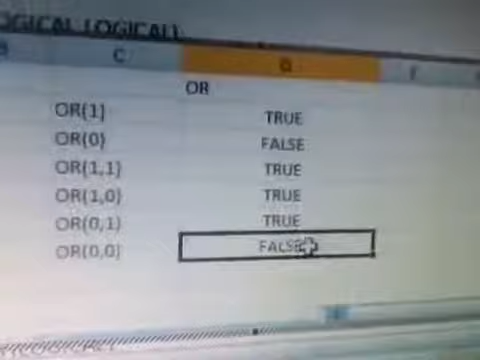 LOGICAL LOGICAL1
C
OR
OR(1) TRUE
OR(0) FALSE
OR(1,1) TRUE
OR(1,0) TRUE
OR(0,1) TRUE
OR(0,0) FALSE